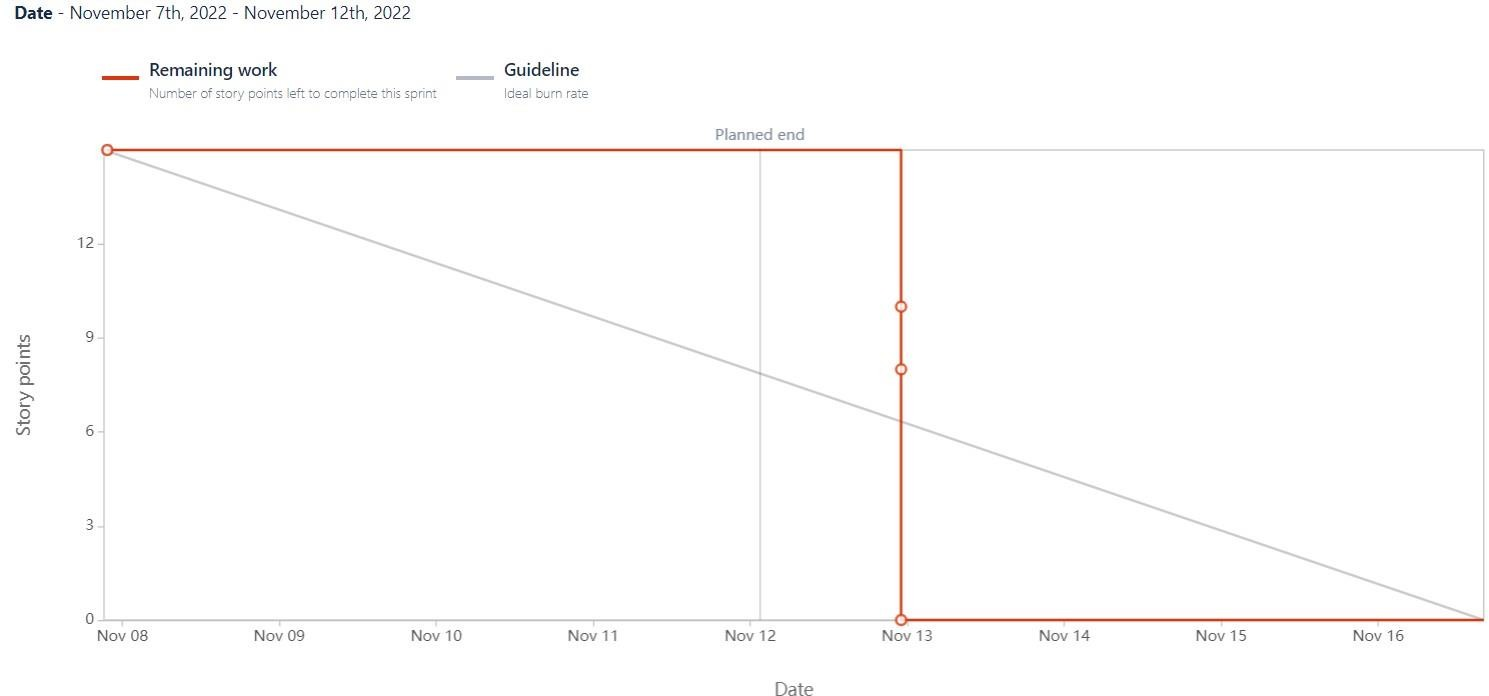 Date - November 7th, 2022 - November 12th, 2022
Remaining work
Number of story points left to complete this sprint
Guideline
Ideal burn rate
Planned end
Story points
12
9
6
3
0
Nov 08 Nov 09 Nov 10 Nov 11 Nov 12 Nov 13 Nov 14 Nov 15 Nov 16
Date